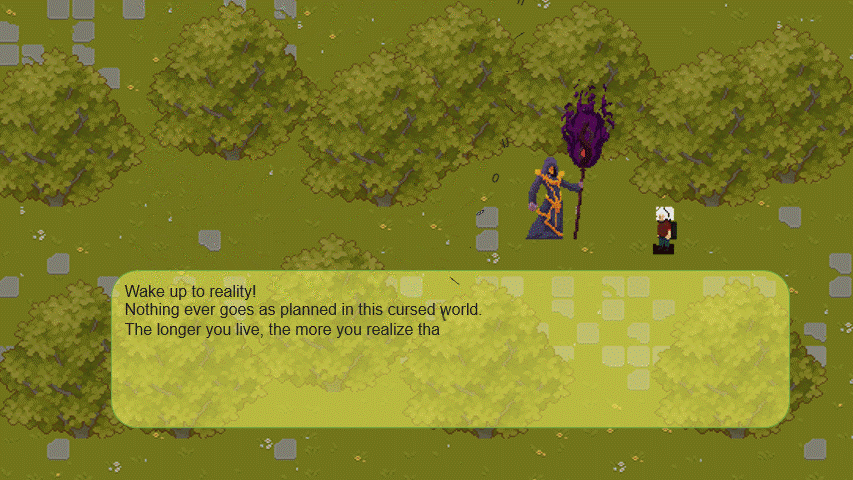 Wake up to reality!
Nothing ever goes as planned in this cursed world.
The longer you live, the more you realize tha